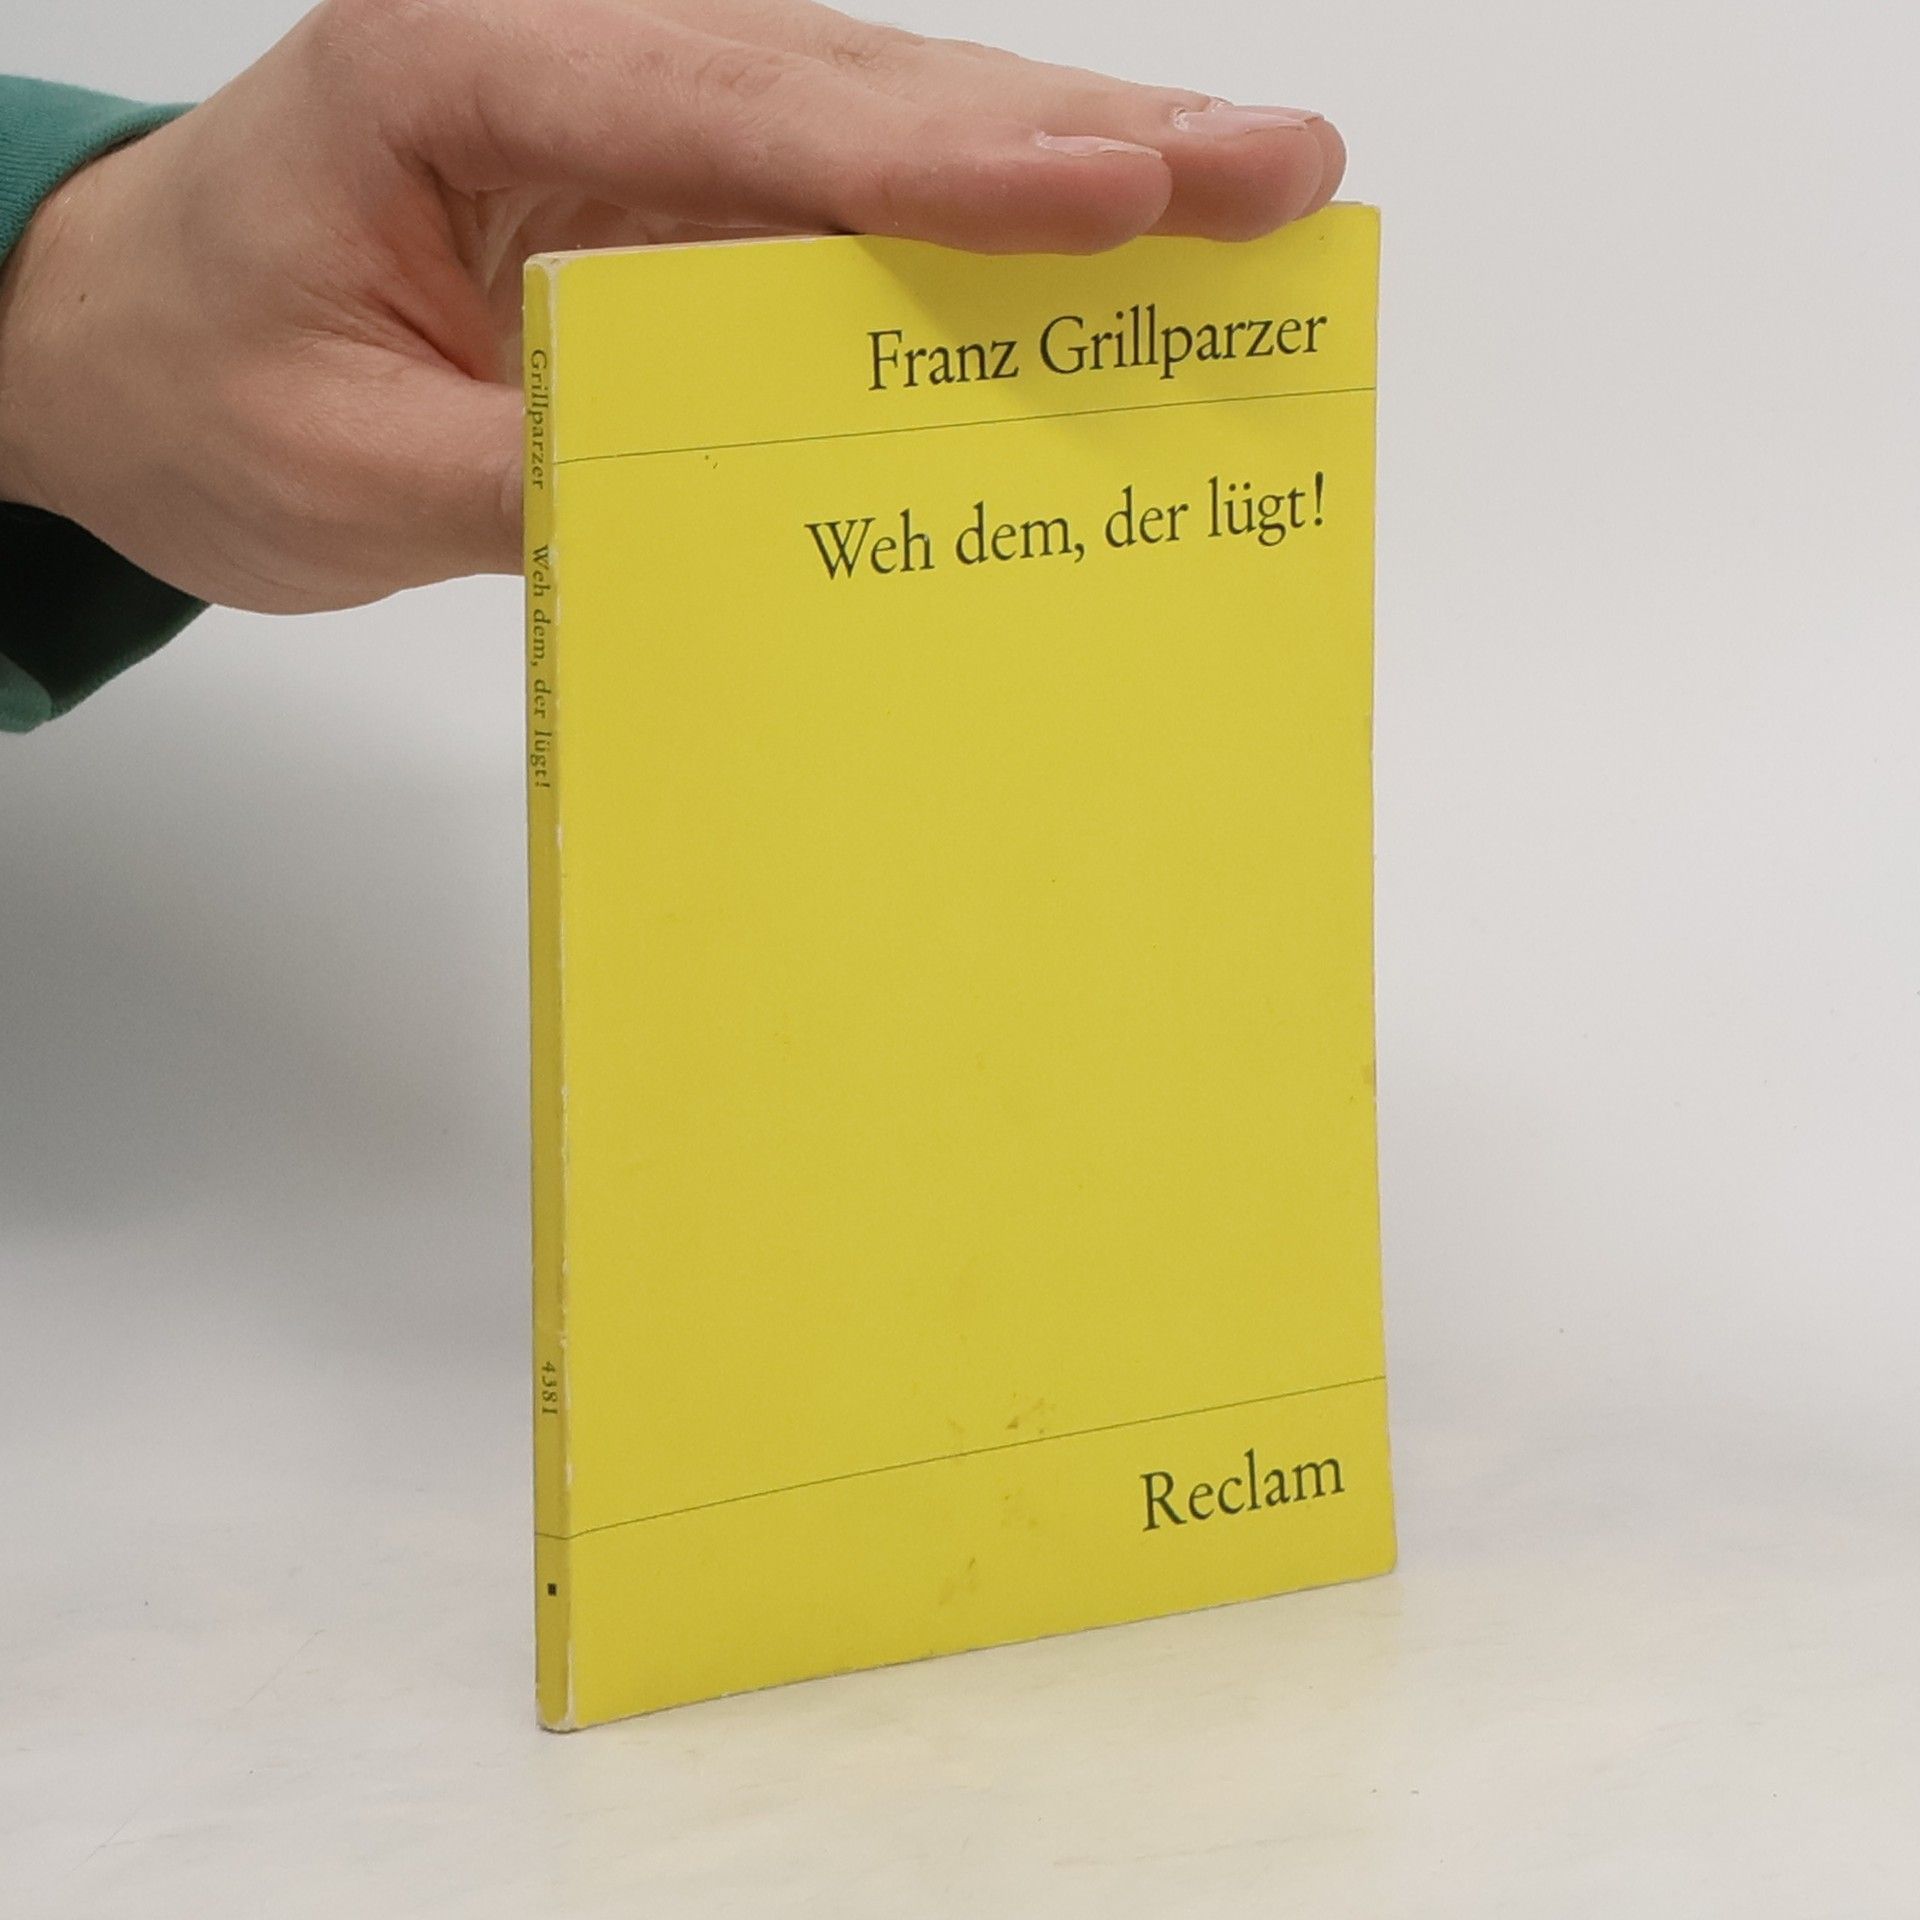 Franz Grillparzer
Weh dem, der lügt!
Reclam
Grillparzer Weh dem, der lügt! 4381